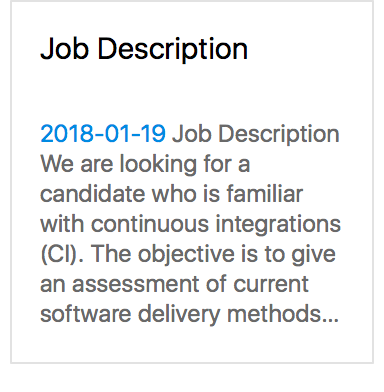 Job Description
2018-01-19 Job Description
We are looking for a
candidate who is familiar
with continuous integrations
(CI). The objective is to give
an assessment of current
software delivery methods...